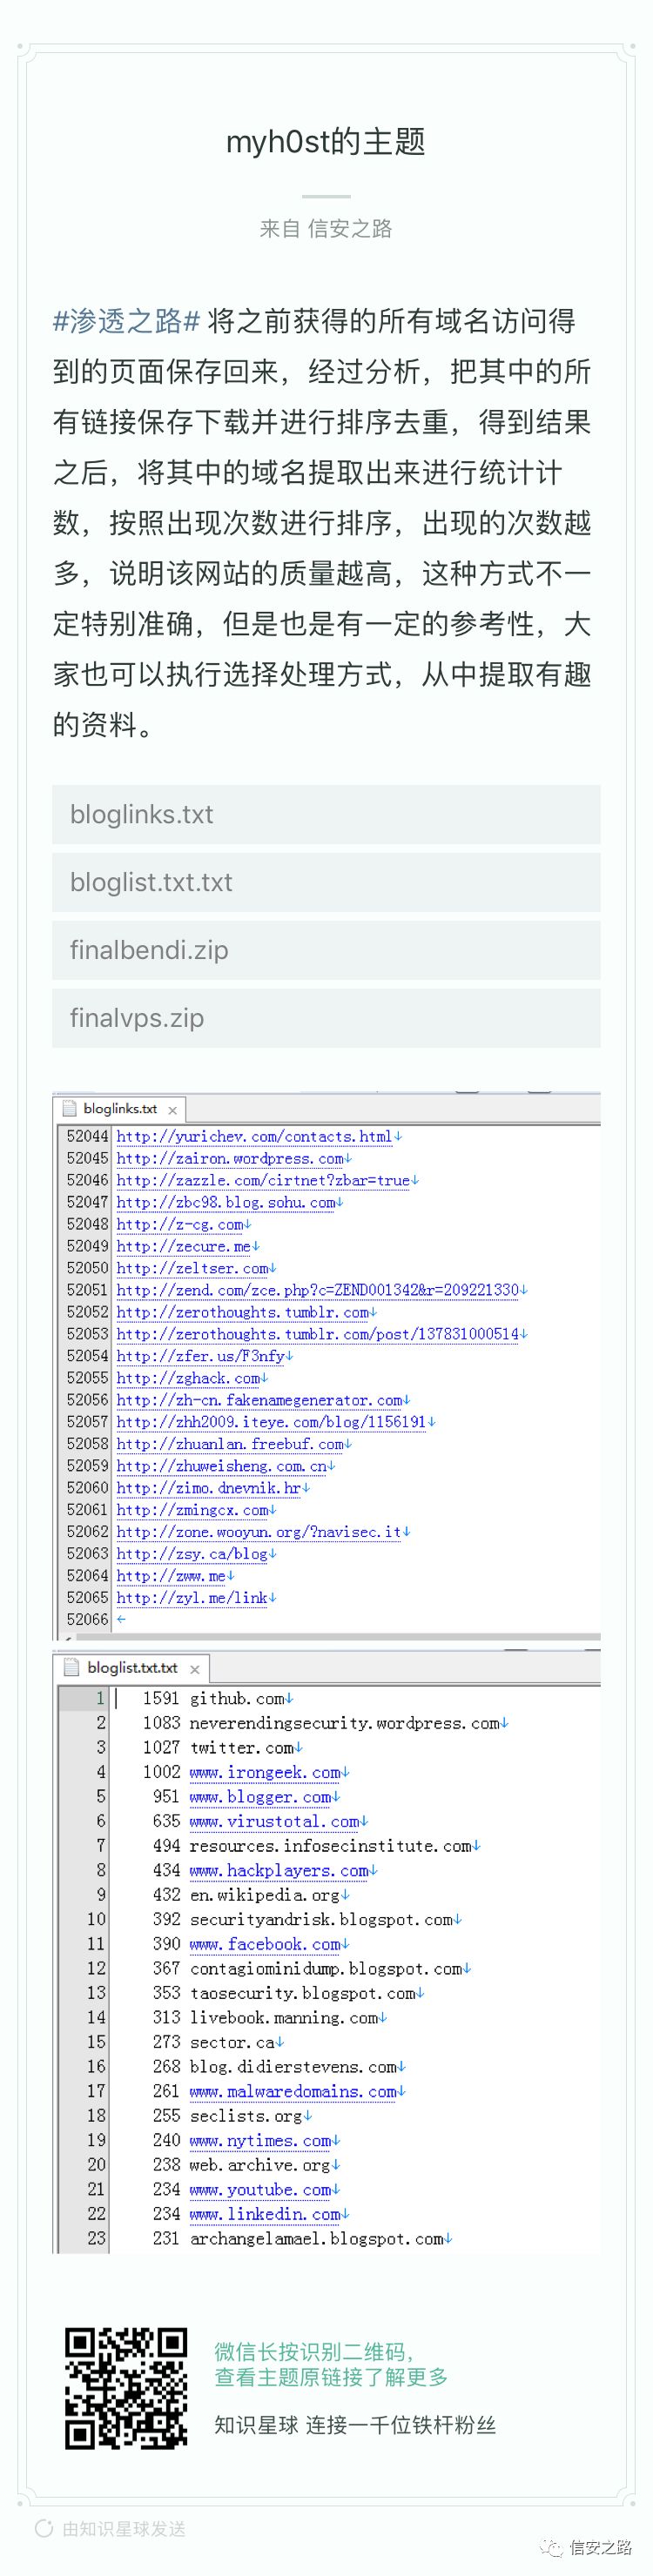 myh0st的主题
来自 信安之路
#渗透之路# 将之前获得的所有域名访问得
到的页面保存回来，经过分析，把其中的所
有链接保存下载并进行排序去重，得到结果
之后，将其中的域名提取出来进行统计计
数，按照出现次数进行排序，出现的次数越
多，说明该网站的质量越高，这种方式不一
定特别准确，但是也是有一定的参考性，大
家也可以执行选择处理方式，从中提取有趣
的资料。
bloglinks.txt
bloglist.txt.txt
finalbendi.zip
finalvps.zip
bloglinks.txt ×
52044 http://yurichev.com/contacts.html↓
52045 http://zairon.wordpress.com↓
52046 http://zazzle.com/cirtnet?zbar=true↓
52047 http://zbc98.blog.sohu.com↓
52048 http://z-cg.com↓
52049 http://zecure.me↓
52050 http://zeltser.com↓
52051 http://zend.com/zce.php?c=ZEND001342&r=209221330↓
52052 http://zerothoughts.tumblr.com↓
52053 http://zerothoughts.tumblr.com/post/137831000514↓
52054 http://zfer.us/F3nfy↓
52055 http://zghack.com↓
52056 http://zh-cn.fakenamegenerator.com↓
52057 http://zhh2009.iteye.com/blog/1156191↓
52058 http://zhuanlan.freebuf.com↓
52059 http://zhuweisheng.com.cn↓
52060 http://zimo.dnevnik.hr↓
52061 http://zmingcx.com↓
52062 http://zone.wooyun.org/?navisec.it↓
52063 http://zsy.ca/blog↓
52064 http://zww.me↓
52065 http://zyl.me/link↓
52066 ←
bloglist.txt.txt ×
1 1591 github.com↓
2 1083 neverendingsecurity.wordpress.com↓
3 1027 twitter.com↓
4 1002 www.irongeek.com↓
5 951 www.blogger.com↓
6 635 www.virustotal.com↓
7 494 resources.infosecinstitute.com↓
8 434 www.hackplayers.com↓
9 432 en.wikipedia.org↓
10 392 securityandrisk.blogspot.com↓
11 390 www.facebook.com↓
12 367 contagiominidump.blogspot.com↓
13 353 taosecurity.blogspot.com↓
14 313 livebook.manning.com↓
15 273 sector.ca↓
16 268 blog.didierstevens.com↓
17 261 www.malwaredomains.com↓
18 255 seclists.org↓
19 240 www.nytimes.com↓
20 238 web.archive.org↓
21 234 www.youtube.com↓
22 234 www.linkedin.com↓
23 231 archangelamael.blogspot.com↓
微信长按识别二维码，
查看主题原链接了解更多
知识星球 连接一千位铁杆粉丝
由知识星球发送
信安之路